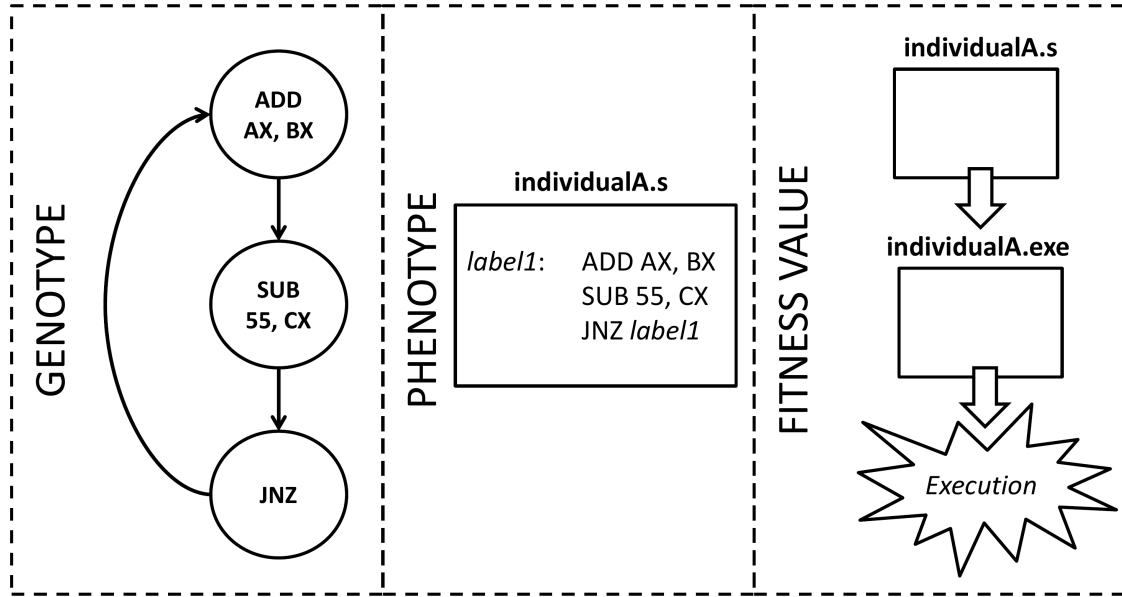 GENOTYPE
ADD
AX, BX
SUB
55, CX
JNZ
PHENOTYPE
individualA.s
label1: ADD AX, BX
SUB 55, CX
JNZ label1
FITNESS VALUE
individualA.s
individualA.exe
Execution